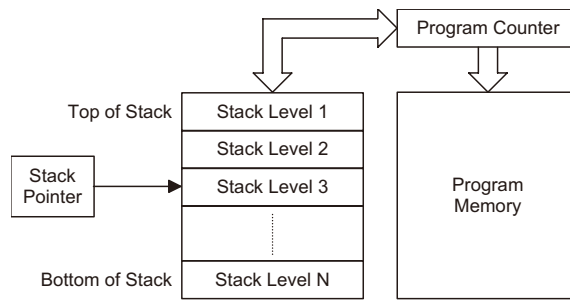 Program Counter
Top of Stack
Stack Level 1
Stack Level 2
Stack
Pointer
Stack Level 3
Program
Memory
Bottom of Stack
Stack Level N